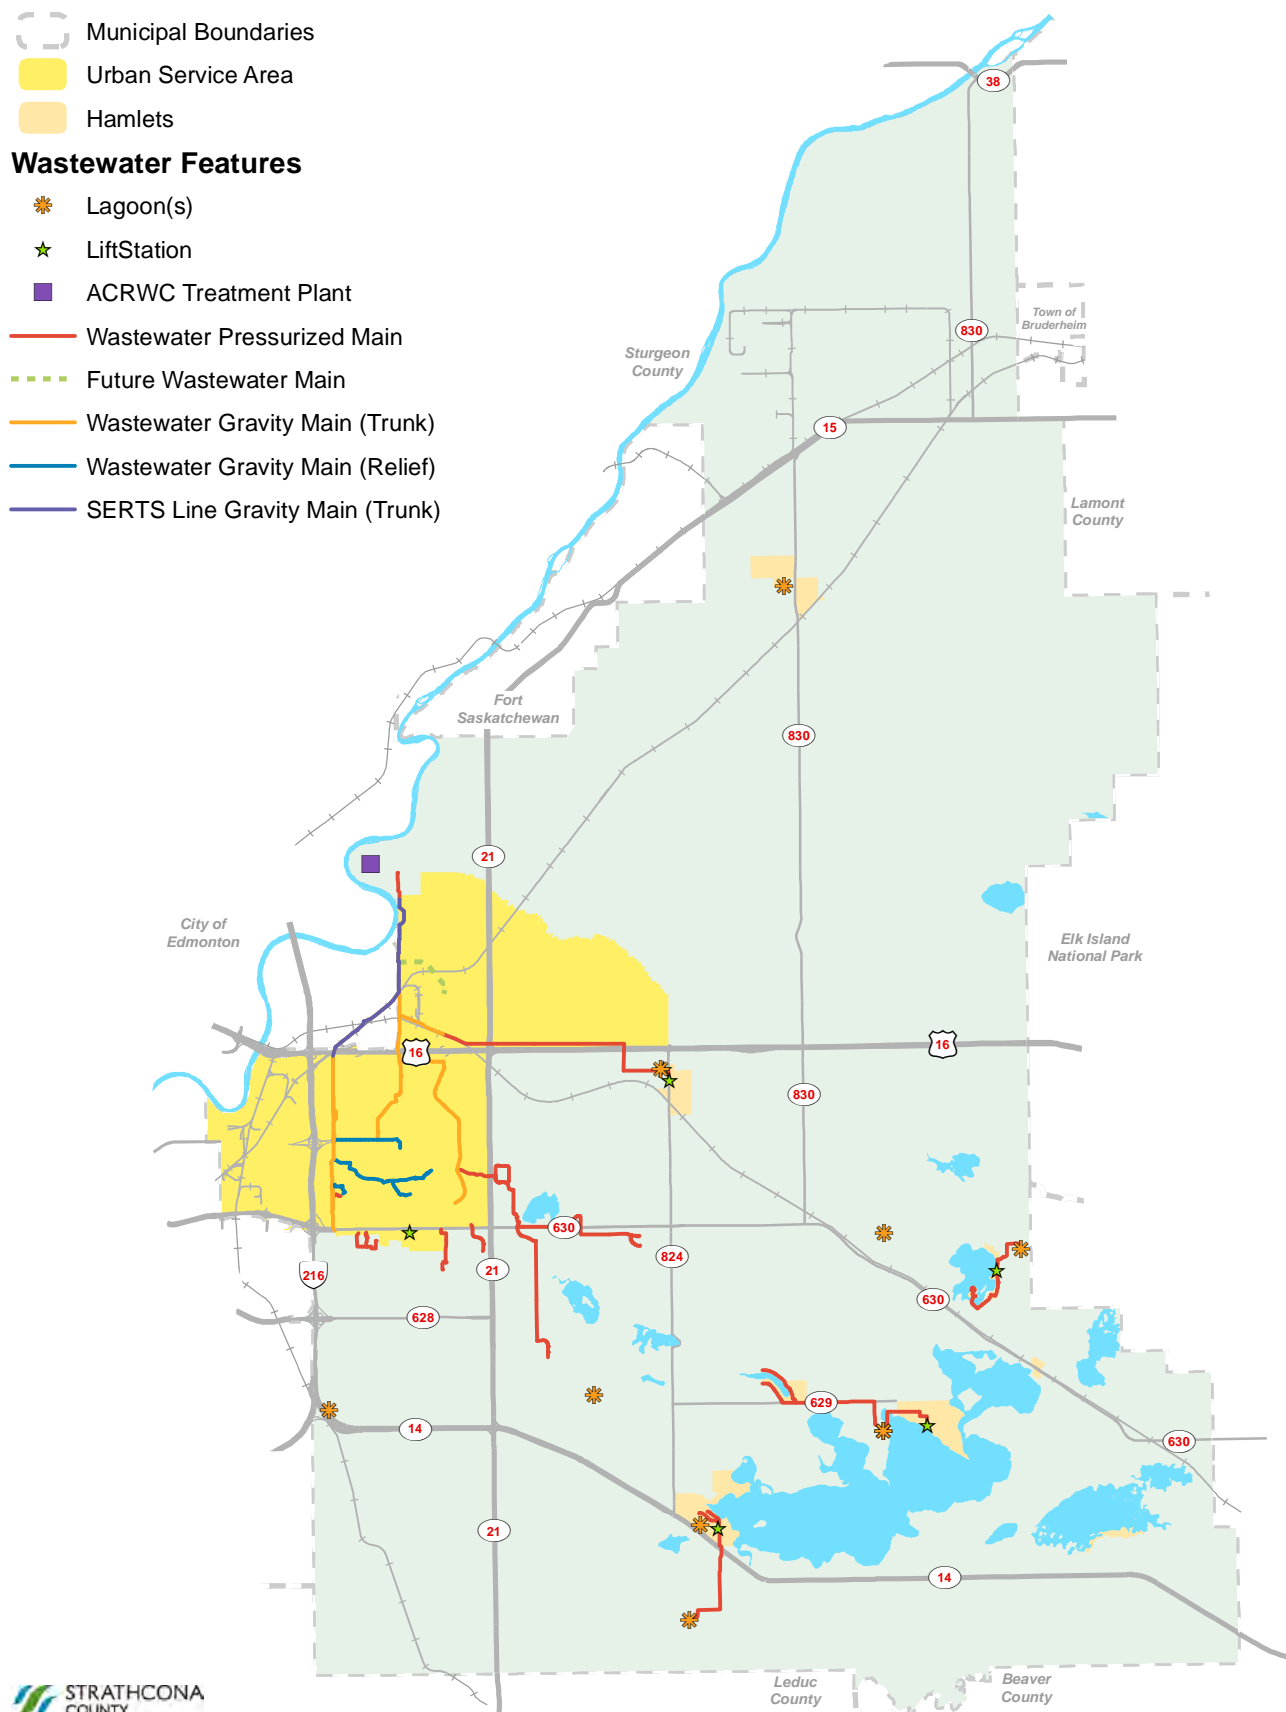 Municipal Boundaries
Urban Service Area
Hamlets
Wastewater Features
Lagoon(s)
LiftStation
ACRWC Treatment Plant
Wastewater Pressurized Main
Future Wastewater Main
Wastewater Gravity Main (Trunk)
Wastewater Gravity Main (Relief)
SERTS Line Gravity Main (Trunk)
38
Town of
Bruderheim
830
Sturgeon
County
15
Lamont
County
Fort
Saskatchewan
830
21
City of
Edmonton
Elk Island
National Park
16
16
830
630
824
21
216
630
628
629
14
630
21
14
Leduc
County
Beaver
County
STRATHCONA
COUNTY